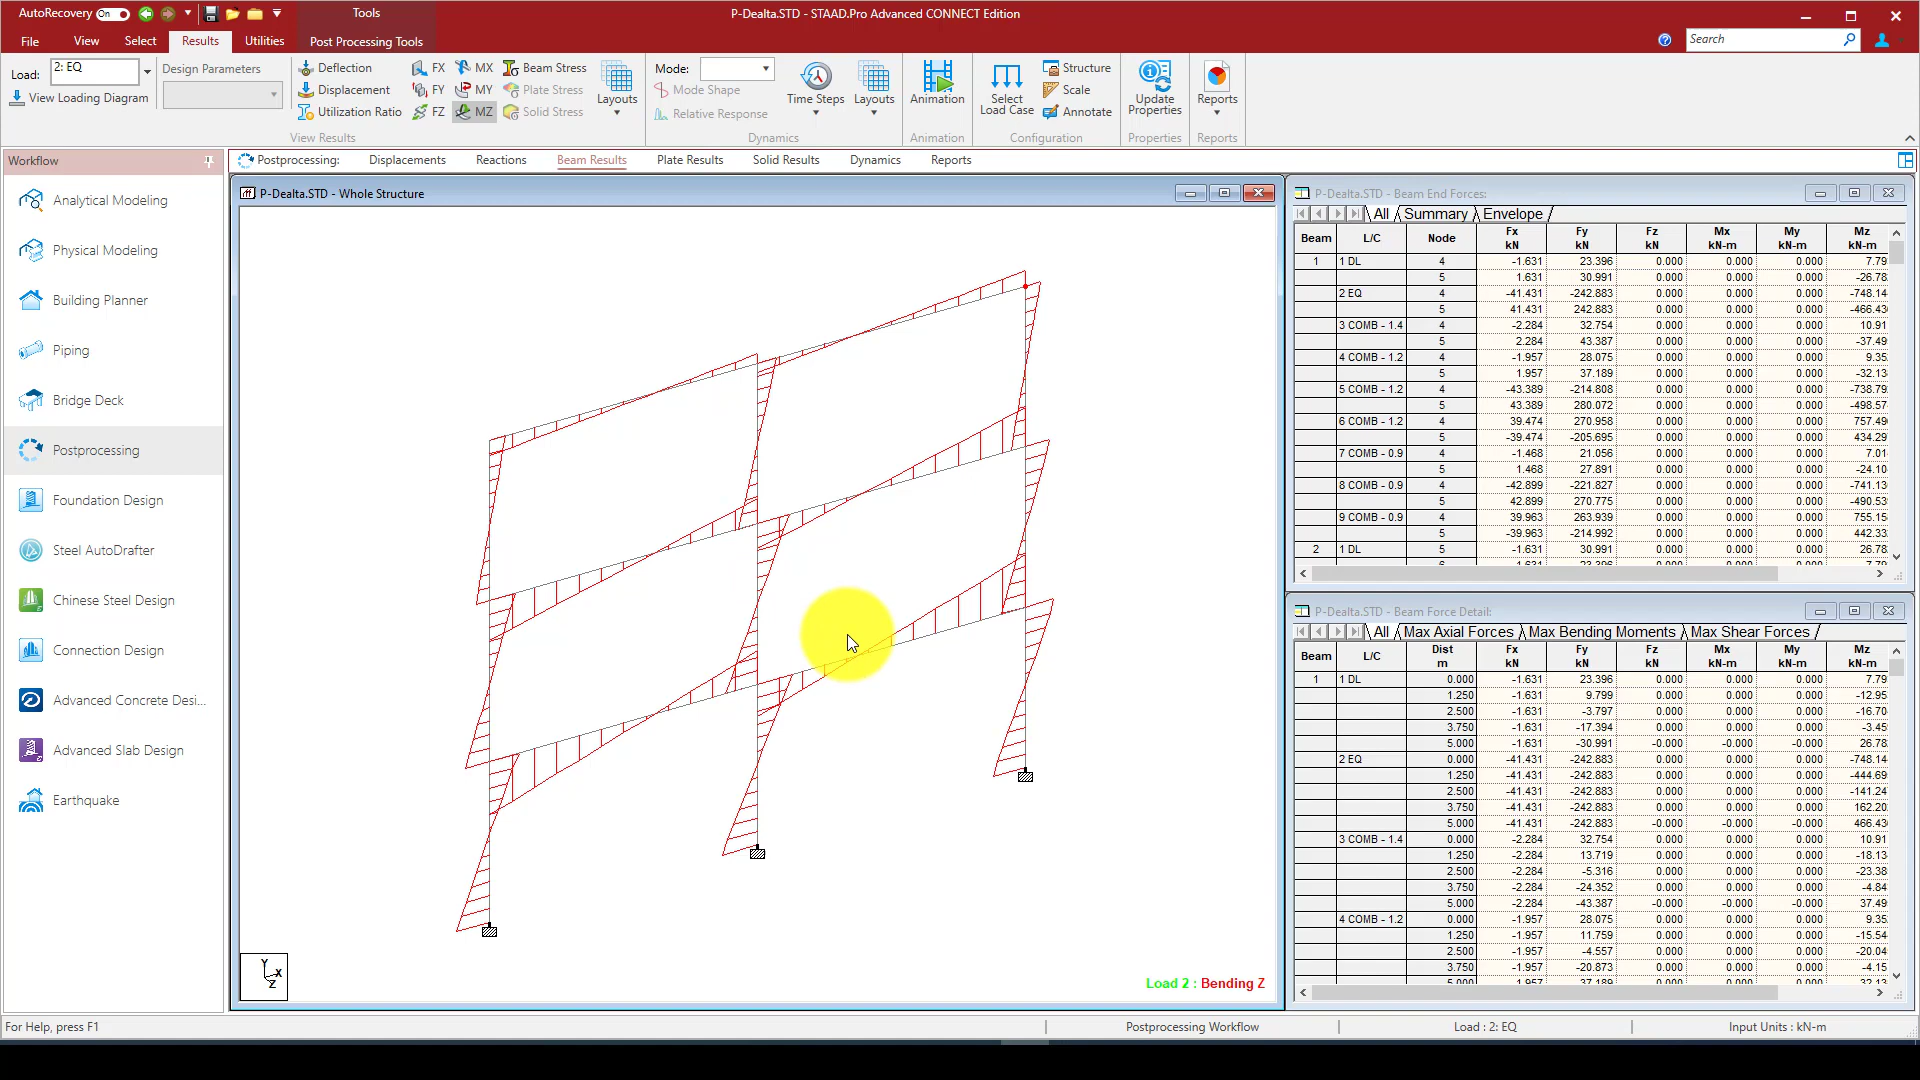 AutoRecovery On
Tools
P-Dealta.STD - STAAD.Pro Advanced CONNECT Edition
File View Select Results Utilities Post Processing Tools Search
Load: 2: EQ
View Loading Diagram
Design Parameters
Deflection
Displacement
Utilization Ratio
FX MX
FY MY
FZ MZ
Beam Stress
Plate Stress
Solid Stress
Layouts
View Results
Mode:
Mode Shape
Relative Response
Time Steps
Layouts
Dynamics
Animation
Animation
Select Load Case
Structure
Scale
Annotate
Configuration
Update Properties
Properties
Reports
Reports
Workflow
Analytical Modeling
Physical Modeling
Building Planner
Piping
Bridge Deck
Postprocessing
Foundation Design
Steel AutoDrafter
Chinese Steel Design
Connection Design
Advanced Concrete Desi...
Advanced Slab Design
Earthquake
Postprocessing: Displacements Reactions Beam Results Plate Results Solid Results Dynamics Reports
P-Dealta.STD - Whole Structure
Y
X
Z
Load 2 : Bending Z
P-Dealta.STD - Beam End Forces:
All Summary Envelope
Beam L/C Node Fx kN Fy kN Fz kN Mx kN-m My kN-m Mz kN-m
1 1 DL 4 -1.631 23.396 0.000 0.000 0.000 7.79
5 1.631 30.991 0.000 0.000 0.000 -26.78
2 EQ 4 -41.431 -242.883 0.000 0.000 0.000 -748.14
5 41.431 242.883 0.000 0.000 0.000 -466.43
3 COMB - 1.4 4 -2.284 32.754 0.000 0.000 0.000 10.91
5 2.284 43.387 0.000 0.000 0.000 -37.49
4 COMB - 1.2 4 -1.957 28.075 0.000 0.000 0.000 9.35
5 1.957 37.189 0.000 0.000 0.000 -32.13
5 COMB - 1.2 4 -43.389 -214.808 0.000 0.000 0.000 -738.79
5 43.389 280.072 0.000 0.000 0.000 -498.57
6 COMB - 1.2 4 39.474 270.958 0.000 0.000 0.000 757.49
5 -39.474 -205.695 0.000 0.000 0.000 434.29
7 COMB - 0.9 4 -1.468 21.056 0.000 0.000 0.000 7.01
5 1.468 27.891 0.000 0.000 0.000 -24.10
8 COMB - 0.9 4 -42.899 -221.827 0.000 0.000 0.000 -741.13
5 42.899 270.775 0.000 0.000 0.000 -490.53
9 COMB - 0.9 4 39.963 263.939 0.000 0.000 0.000 755.15
5 -39.963 -214.992 0.000 0.000 0.000 442.33
2 1 DL 5 -1.631 30.991 0.000 0.000 0.000 26.78
P-Dealta.STD - Beam Force Detail:
All Max Axial Forces Max Bending Moments Max Shear Forces
Beam L/C Dist m Fx kN Fy kN Fz kN Mx kN-m My kN-m Mz kN-m
1 1 DL 0.000 -1.631 23.396 0.000 0.000 0.000 7.79
1.250 -1.631 9.799 0.000 0.000 0.000 -12.95
2.500 -1.631 -3.797 0.000 0.000 0.000 -16.70
3.750 -1.631 -17.394 0.000 0.000 0.000 -3.45
5.000 -1.631 -30.991 0.000 -0.000 -0.000 26.78
2 EQ 0.000 -41.431 -242.883 0.000 0.000 0.000 -748.14
1.250 -41.431 -242.883 0.000 0.000 0.000 -444.69
2.500 -41.431 -242.883 0.000 0.000 0.000 -141.24
3.750 -41.431 -242.883 0.000 0.000 0.000 162.20
5.000 -41.431 -242.883 0.000 -0.000 -0.000 466.43
3 COMB - 1.4 0.000 -2.284 32.754 0.000 0.000 0.000 10.91
1.250 -2.284 13.719 0.000 0.000 0.000 -18.13
2.500 -2.284 -5.316 0.000 0.000 0.000 -23.38
3.750 -2.284 -24.352 0.000 0.000 0.000 -4.84
5.000 -2.284 -43.387 0.000 -0.000 -0.000 37.49
4 COMB - 1.2 0.000 -1.957 28.075 0.000 0.000 0.000 9.35
1.250 -1.957 11.759 0.000 0.000 0.000 -15.54
2.500 -1.957 -4.557 0.000 0.000 0.000 -20.04
3.750 -1.957 -20.873 0.000 0.000 0.000 -4.15
For Help, press F1
Postprocessing Workflow
Load : 2: EQ
Input Units : kN-m